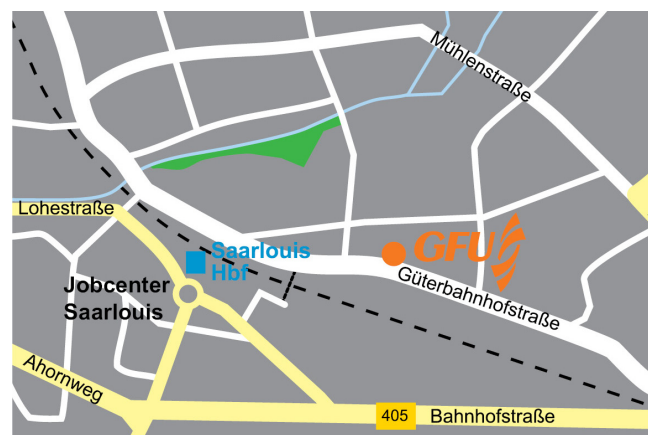 Mühlenstraße
Lohestraße
Saarlouis
Hbf
GFU
Jobcenter
Saarlouis
Güterbahnhofstraße
Ahornweg
405
Bahnhofstraße